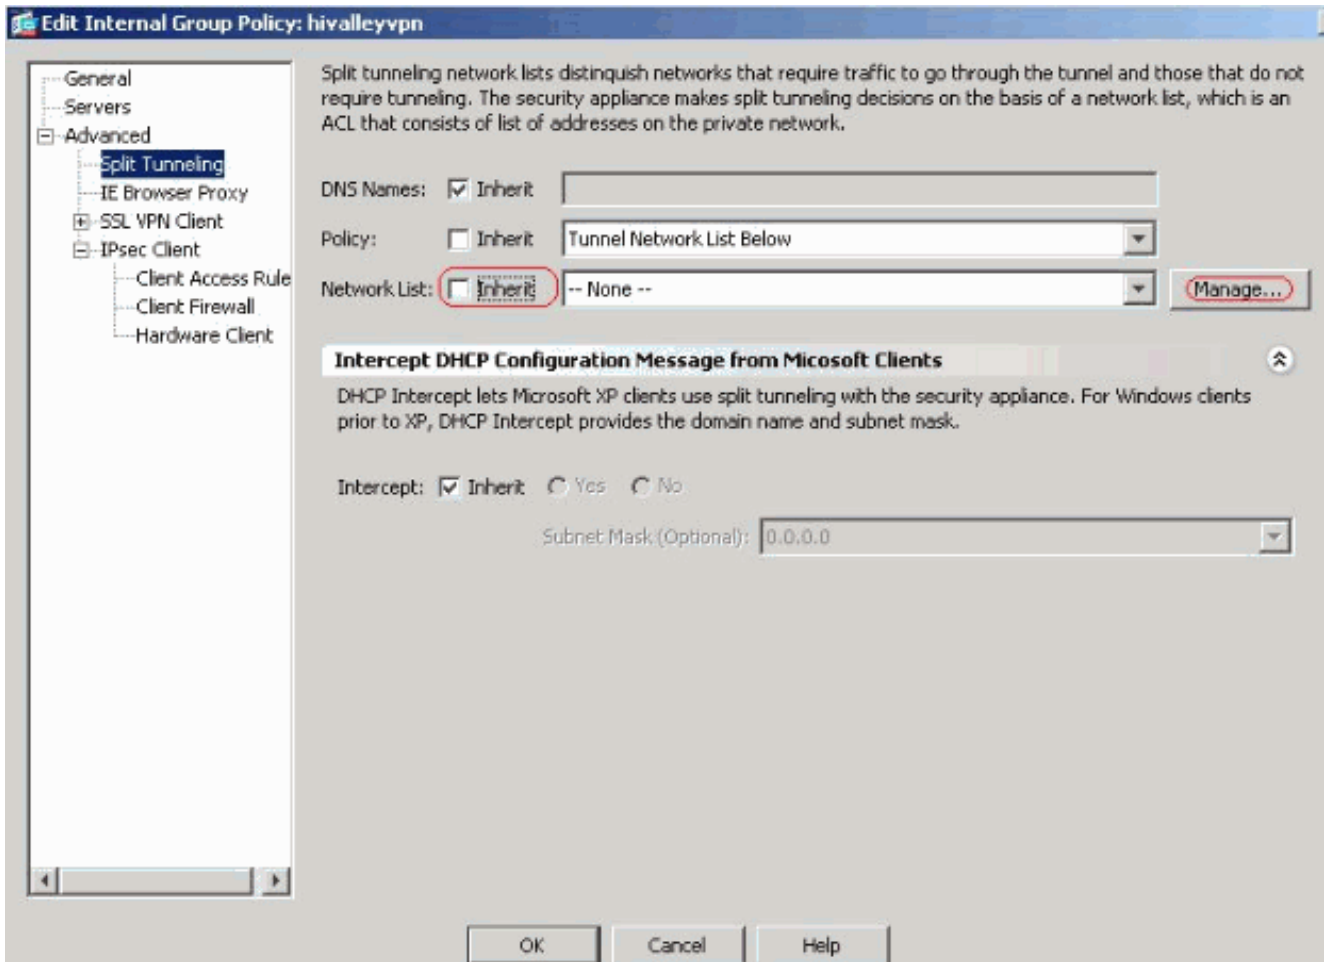 Edit Internal Group Policy: hivalleyvpn
General
Servers
Advanced
Split Tunneling
IE Browser Proxy
SSL VPN Client
IPsec Client
Client Access Rule
Client Firewall
Hardware Client
Split tunneling network lists distinquish networks that require traffic to go through the tunnel and those that do not
require tunneling. The security appliance makes split tunneling decisions on the basis of a network list, which is an
ACL that consists of list of addresses on the private network.
DNS Names: Inherit
Policy: Inherit Tunnel Network List Below
Network List: Inherit -- None -- Manage...
Intercept DHCP Configuration Message from Micosoft Clients
DHCP Intercept lets Microsoft XP clients use split tunneling with the security appliance. For Windows clients
prior to XP, DHCP Intercept provides the domain name and subnet mask.
Intercept: Inherit Yes No
Subnet Mask (Optional): 0.0.0.0
OK Cancel Help